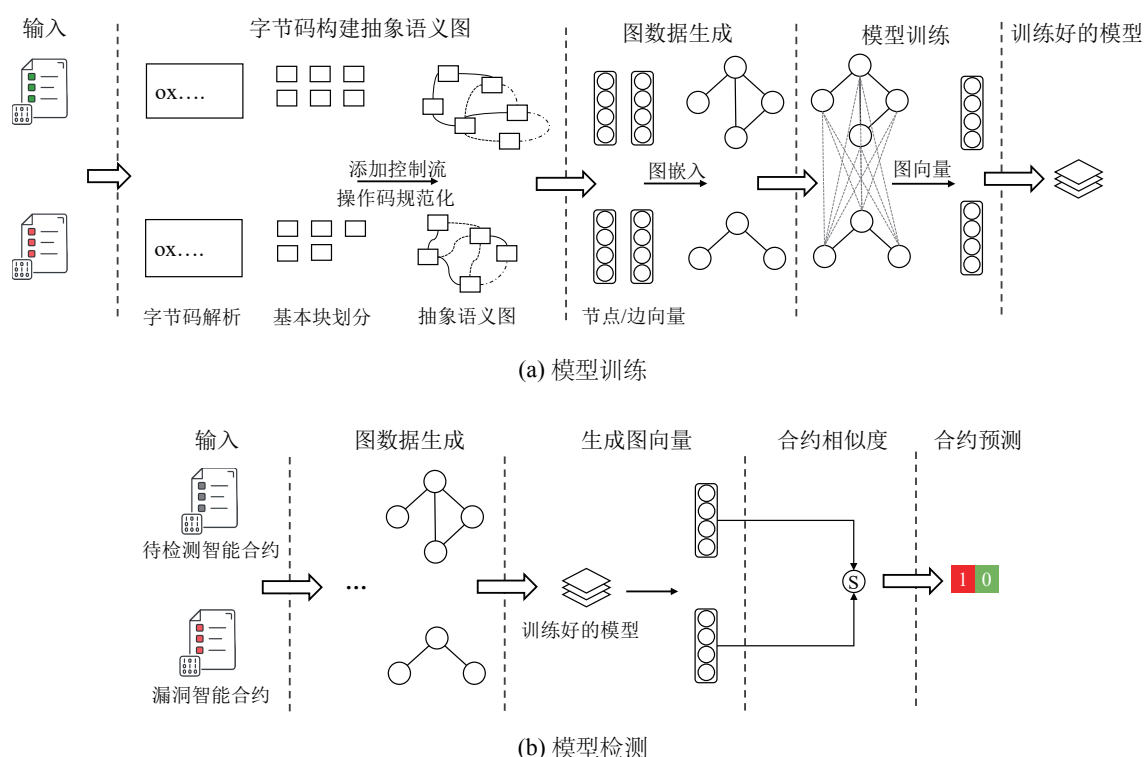 输入
字节码构建抽象语义图
图数据生成
模型训练
训练好的模型
ox….
添加控制流
操作码规范化
图嵌入
图向量
ox….
字节码解析
基本块划分
抽象语义图
节点/边向量
(a) 模型训练
输入
图数据生成
生成图向量
合约相似度
合约预测
待检测智能合约
...
S
1 0
训练好的模型
漏洞智能合约
(b) 模型检测